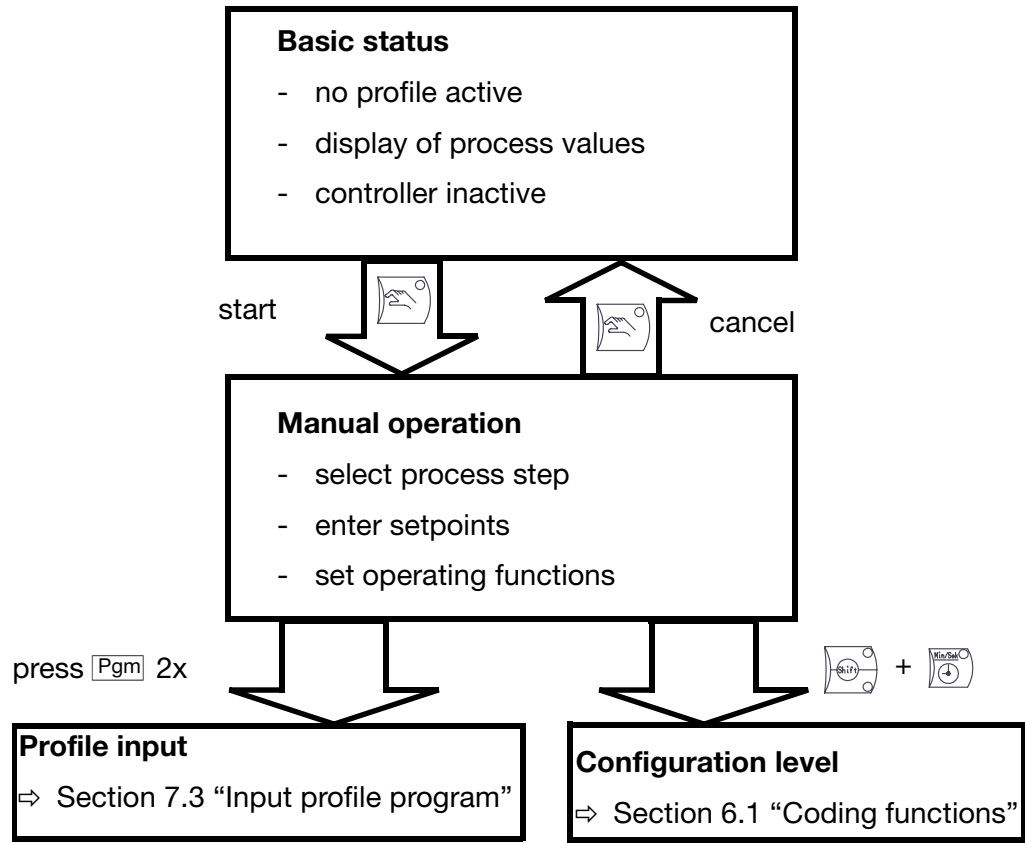 Basic status
- no profile active
- display of process values
- controller inactive
start
cancel
Manual operation
- select process step
- enter setpoints
- set operating functions
press Pgm 2x
Shift + Min/Sek
Profile input
⇨ Section 7.3 “Input profile program”
Configuration level
⇨ Section 6.1 “Coding functions”